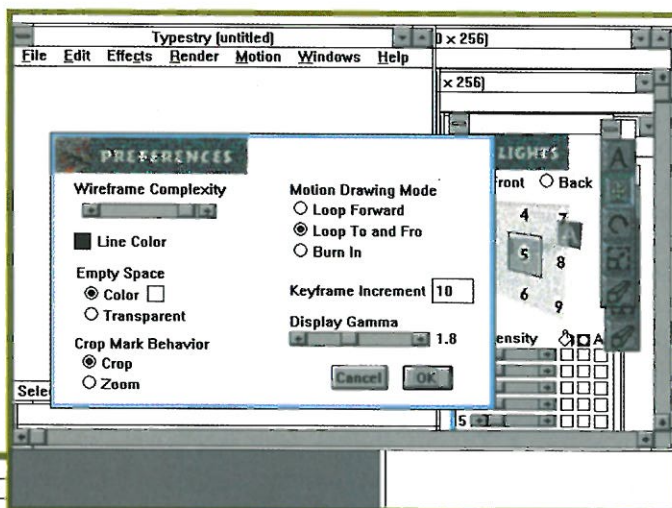 Typestry (untitled)
0 x 256)
File Edit Effects Render Motion Windows Help
x 256)
PREFERENCES
LIGHTS
Wireframe Complexity
Motion Drawing Mode
Front Back
A
Loop Forward
4 7
Line Color
Loop To and Fro
A
5 8
Empty Space
Burn In
Color
Keyframe Increment 10
6 9
Transparent
Display Gamma
1.8
Crop Mark Behavior
ensity A
Crop
Cancel OK
Zoom
Selec
5